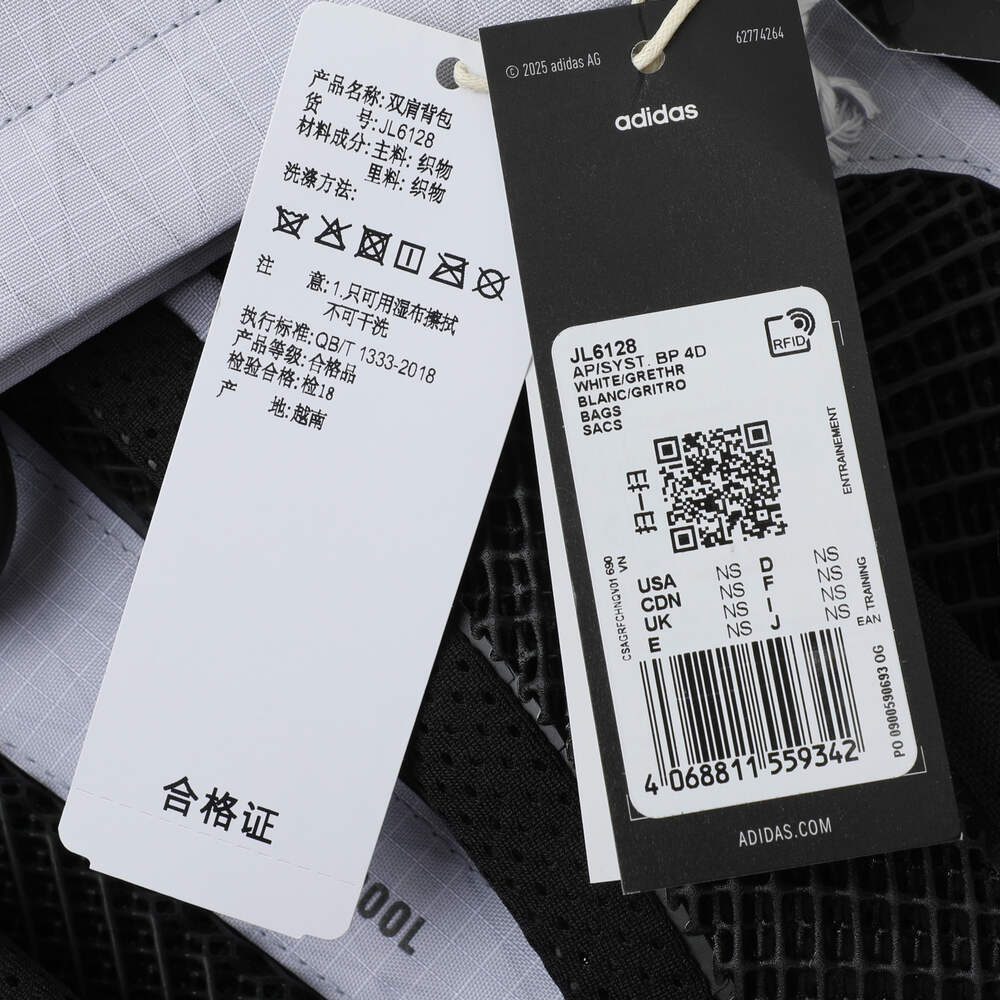 产品名称:双肩背包
货 号:JL6128
材料成分:主料:织物
里料:织物
洗涤方法:
注 意:1.只可用湿布擦拭
不可干洗
执行标准:QB/T 1333-2018
产品等级:合格品
检验合格:检18
产 地:越南
合格证
OOL
© 2025 adidas AG
62774264
adidas
JL6128
AP/SYST. BP 4D
WHITE/GRETHR
BLANC/GRITRO
BAGS
SACS
RFID
扫一扫
ENTRAINEMENT
CSAGRFCHNQV01 690
VN
USA NS D NS
CDN NS F NS
UK NS I NS
E NS J NS
TRAINING
EAN
4 068811 559342
PO 0900590693 OG
ADIDAS.COM